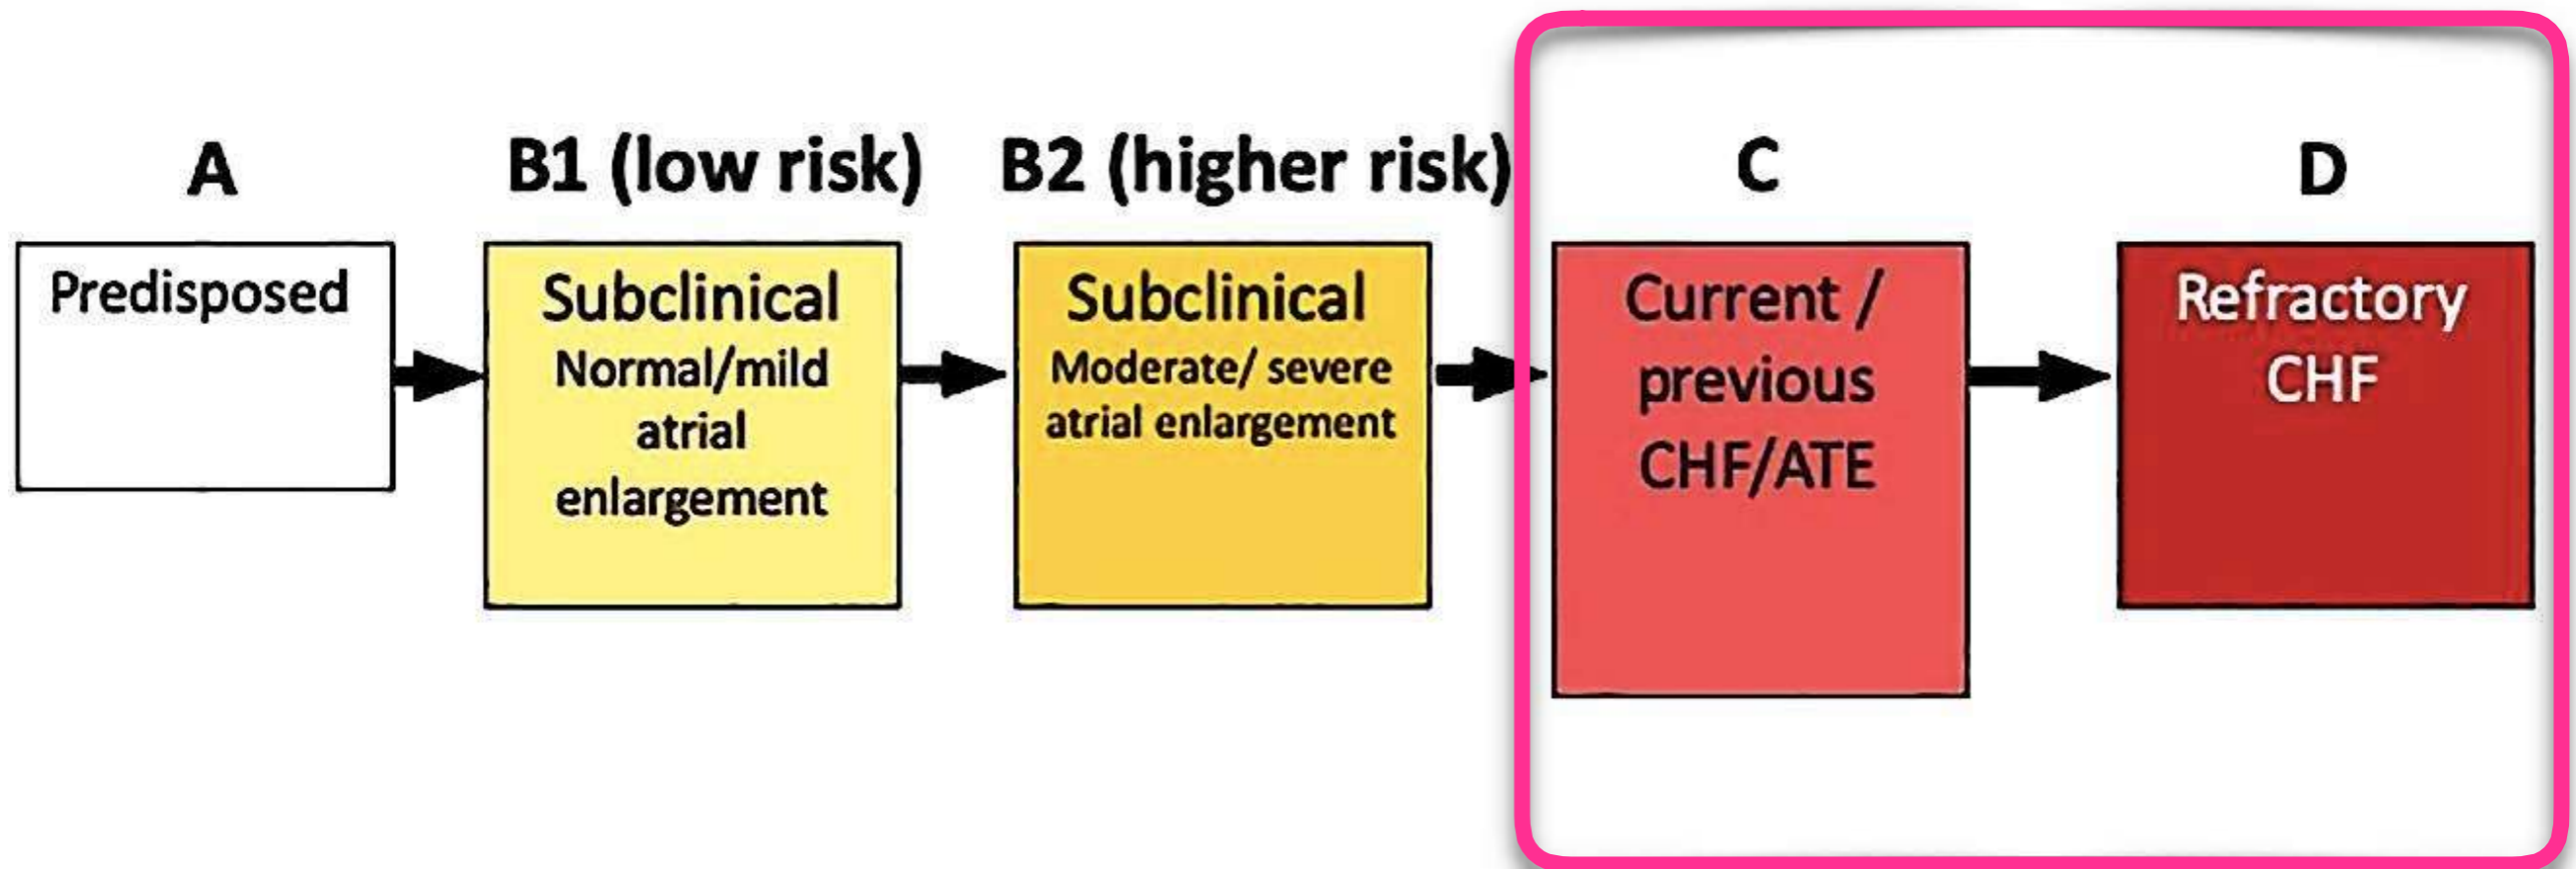 A
B1 (low risk)
B2 (higher risk)
C
D
Predisposed
Subclinical
Normal/mild
atrial
enlargement
Subclinical
Moderate/ severe
atrial enlargement
Current /
previous
CHF/ATE
Refractory
CHF